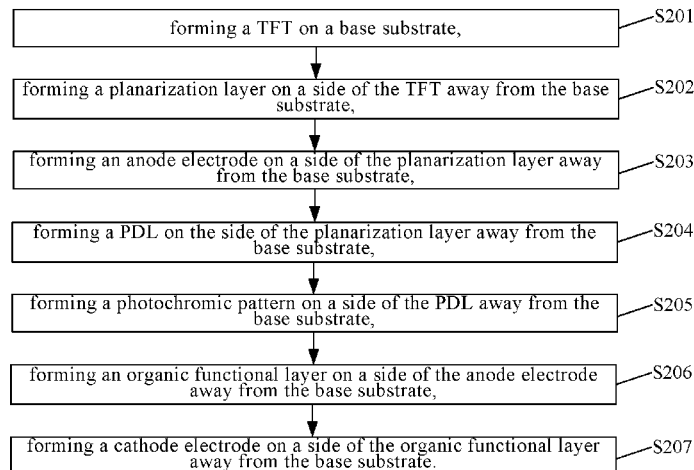 forming a TFT on a base substrate,
S201
forming a planarization layer on a side of the TFT away from the base
substrate,
S202
forming an anode electrode on a side of the planarization layer away
from the base substrate,
S203
forming a PDL on the side of the planarization layer away from the
base substrate,
S204
forming a photochromic pattern on a side of the PDL away from the
base substrate,
S205
forming an organic functional layer on a side of the anode electrode
away from the base substrate,
S206
forming a cathode electrode on a side of the organic functional layer
away from the base substrate.
S207